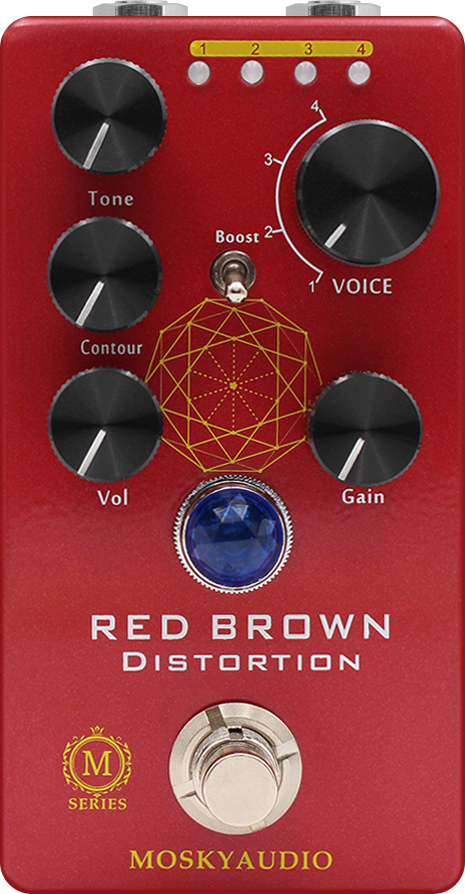 1 2 3 4
Tone
4
3
2
1
VOICE
Boost
Contour
Vol
Gain
RED BROWN
DISTORTION
M
SERIES
MOSKYAUDIO